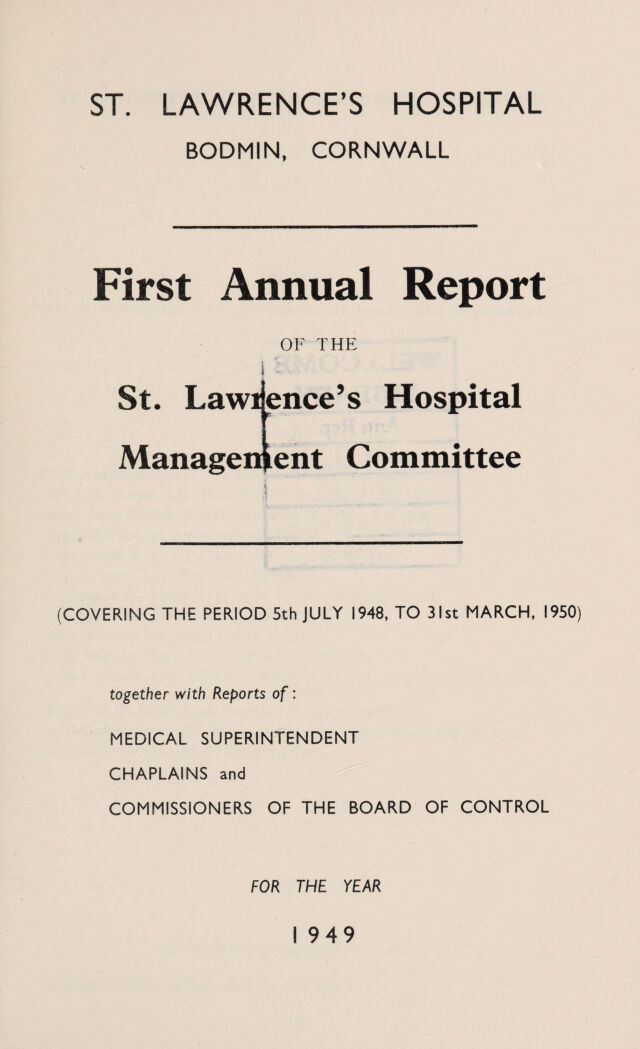 ST. LAWRENCE'S HOSPITAL
BODMIN, CORNWALL
First Annual Report
OF THE
St. Lawrence's Hospital
Management Committee
(COVERING THE PERIOD 5th JULY 1948, TO 31st MARCH, 1950)
together with Reports of :
MEDICAL SUPERINTENDENT
CHAPLAINS and
COMMISSIONERS OF THE BOARD OF CONTROL
FOR THE YEAR
1949